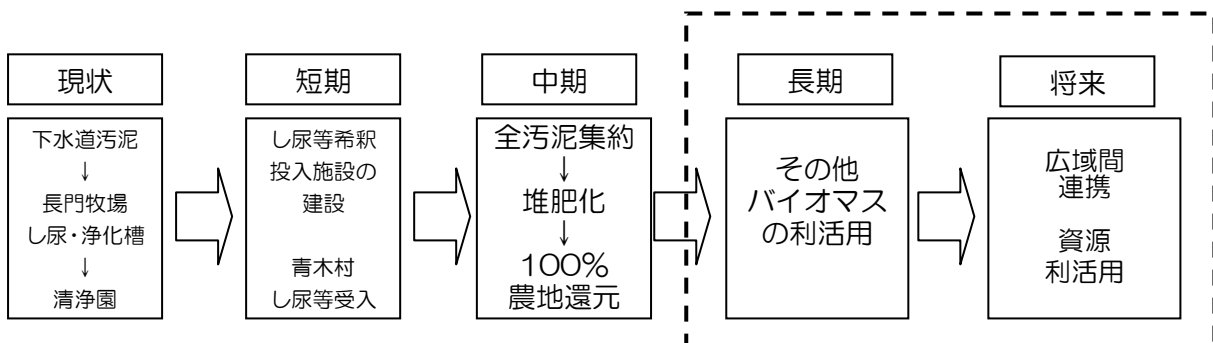 現状
下水道汚泥
↓
長門牧場
し尿・浄化槽
↓
清浄園
短期
し尿等希釈
投入施設の
建設
青木村
し尿等受入
中期
全汚泥集約
↓
堆肥化
↓
100%
農地還元
長期
その他
バイオマス
の利活用
将来
広域間
連携
資源
利活用